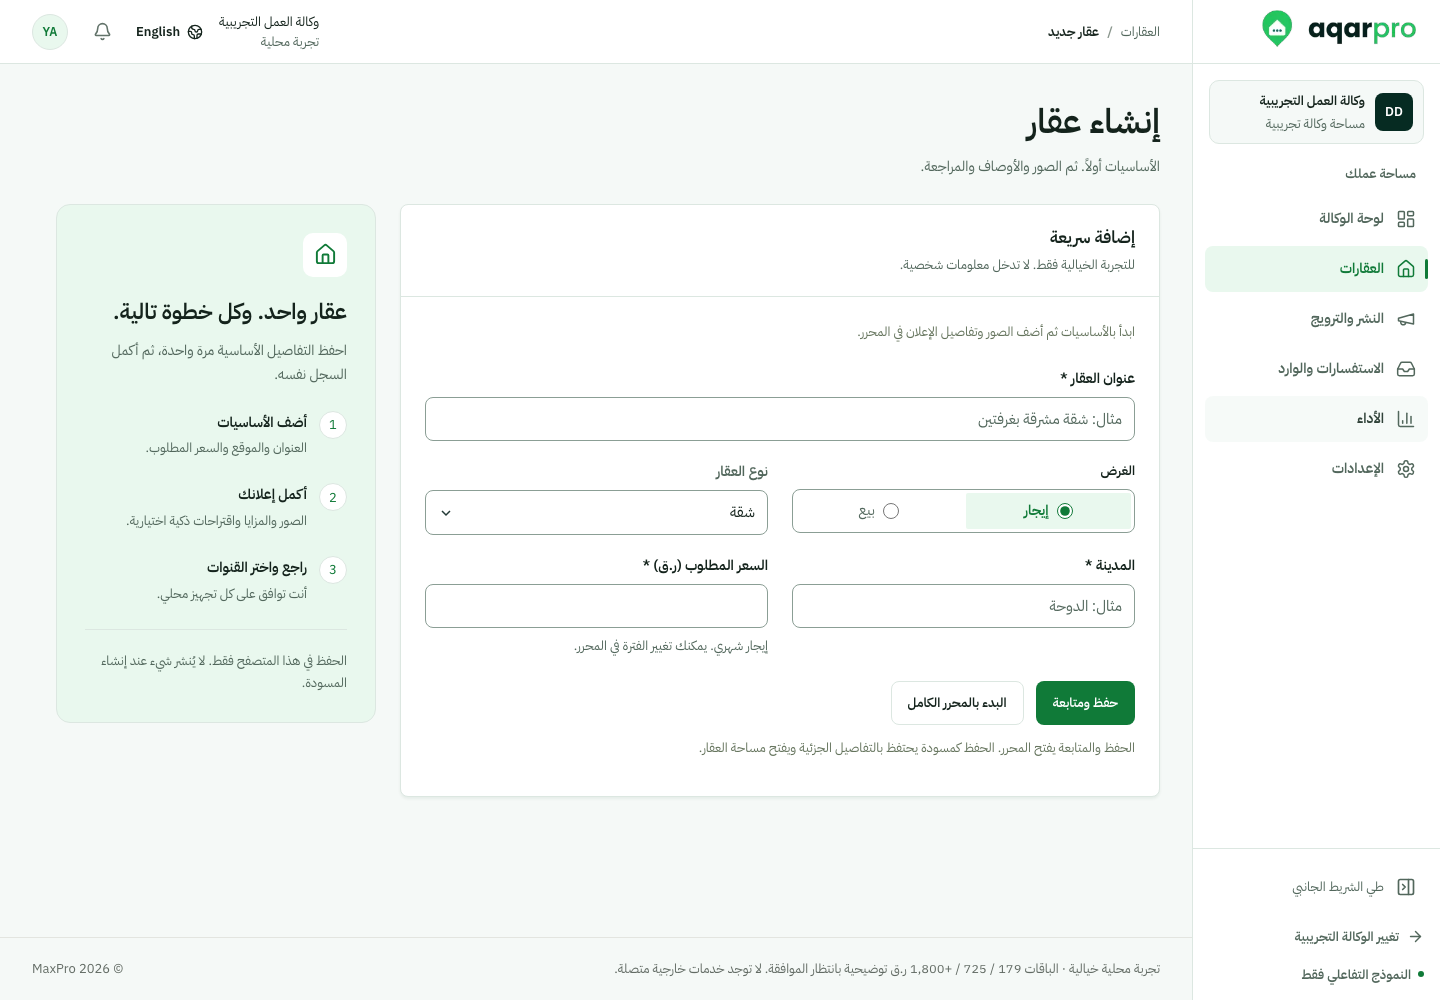 aqarpro
DD
وكالة العمل التجريبية
مساحة وكالة تجريبية
مساحة عملك
لوحة الوكالة
العقارات
النشر والترويج
الاستفسارات والوارد
الأداء
الإعدادات
طي الشريط الجانبي
تغيير الوكالة التجريبية
النموذج التفاعلي فقط
العقارات / عقار جديد
وكالة العمل التجريبية
تجربة محلية
English
YA
إنشاء عقار
الأساسيات أولاً. ثم الصور والأوصاف والمراجعة.
إضافة سريعة
للتجربة الخيالية فقط. لا تدخل معلومات شخصية.
ابدأ بالأساسيات ثم أضف الصور وتفاصيل الإعلان في المحرر.
عنوان العقار *
مثال: شقة مشرقة بغرفتين
الغرض
إيجار
بيع
نوع العقار
شقة
المدينة *
مثال: الدوحة
السعر المطلوب (ر.ق) *
إيجار شهري. يمكنك تغيير الفترة في المحرر.
حفظ ومتابعة
البدء بالمحرر الكامل
الحفظ والمتابعة يفتح المحرر. الحفظ كمسودة يحتفظ بالتفاصيل الجزئية ويفتح مساحة العقار.
عقار واحد. وكل خطوة تالية.
احفظ التفاصيل الأساسية مرة واحدة، ثم أكمل
السجل نفسه.
1
أضف الأساسيات
العنوان والموقع والسعر المطلوب.
2
أكمل إعلانك
الصور والمزايا واقتراحات ذكية اختيارية.
3
راجع واختر القنوات
أنت توافق على كل تجهيز محلي.
الحفظ في هذا المتصفح فقط. لا يُنشر شيء عند إنشاء
المسودة.
تجربة محلية خيالية · الباقات 179 / 725 / +1,800 ر.ق توضيحية بانتظار الموافقة. لا توجد خدمات خارجية متصلة.
© MaxPro 2026